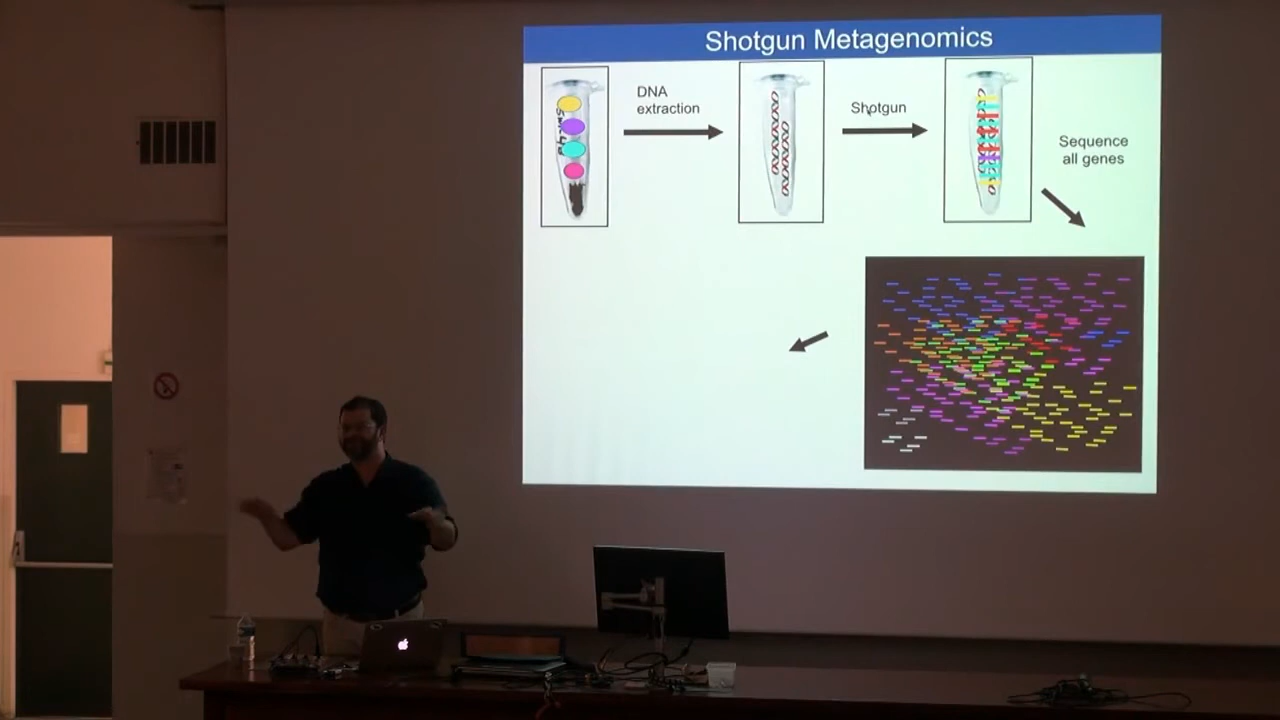 Shotgun Metagenomics
DNA
extraction
Shotgun
Sequence
all genes